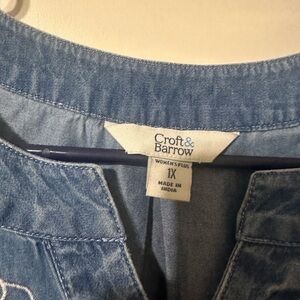 Croft&
Barrow
WOMEN'S PLUS
1X
MADE IN
INDIA